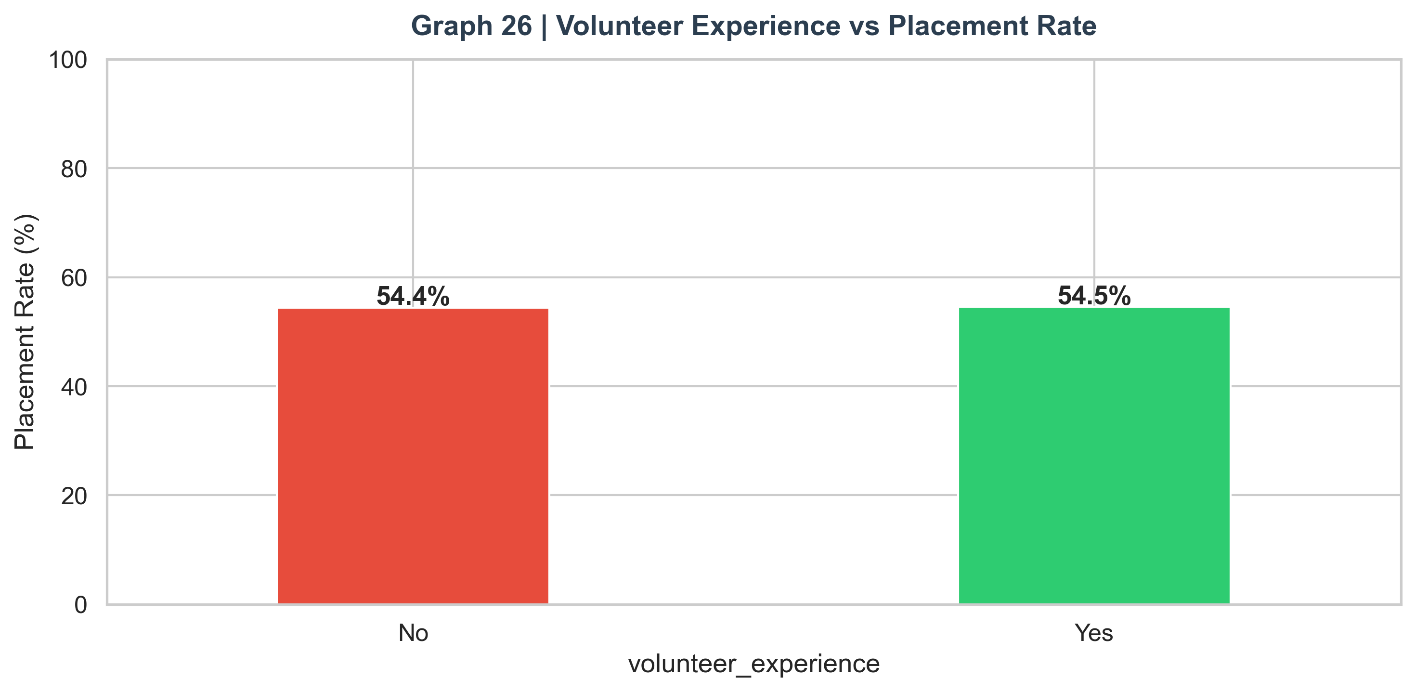 Graph 26 | Volunteer Experience vs Placement Rate
Placement Rate (%)
100
80
60
40
20
0
54.4%
54.5%
No
Yes
volunteer_experience